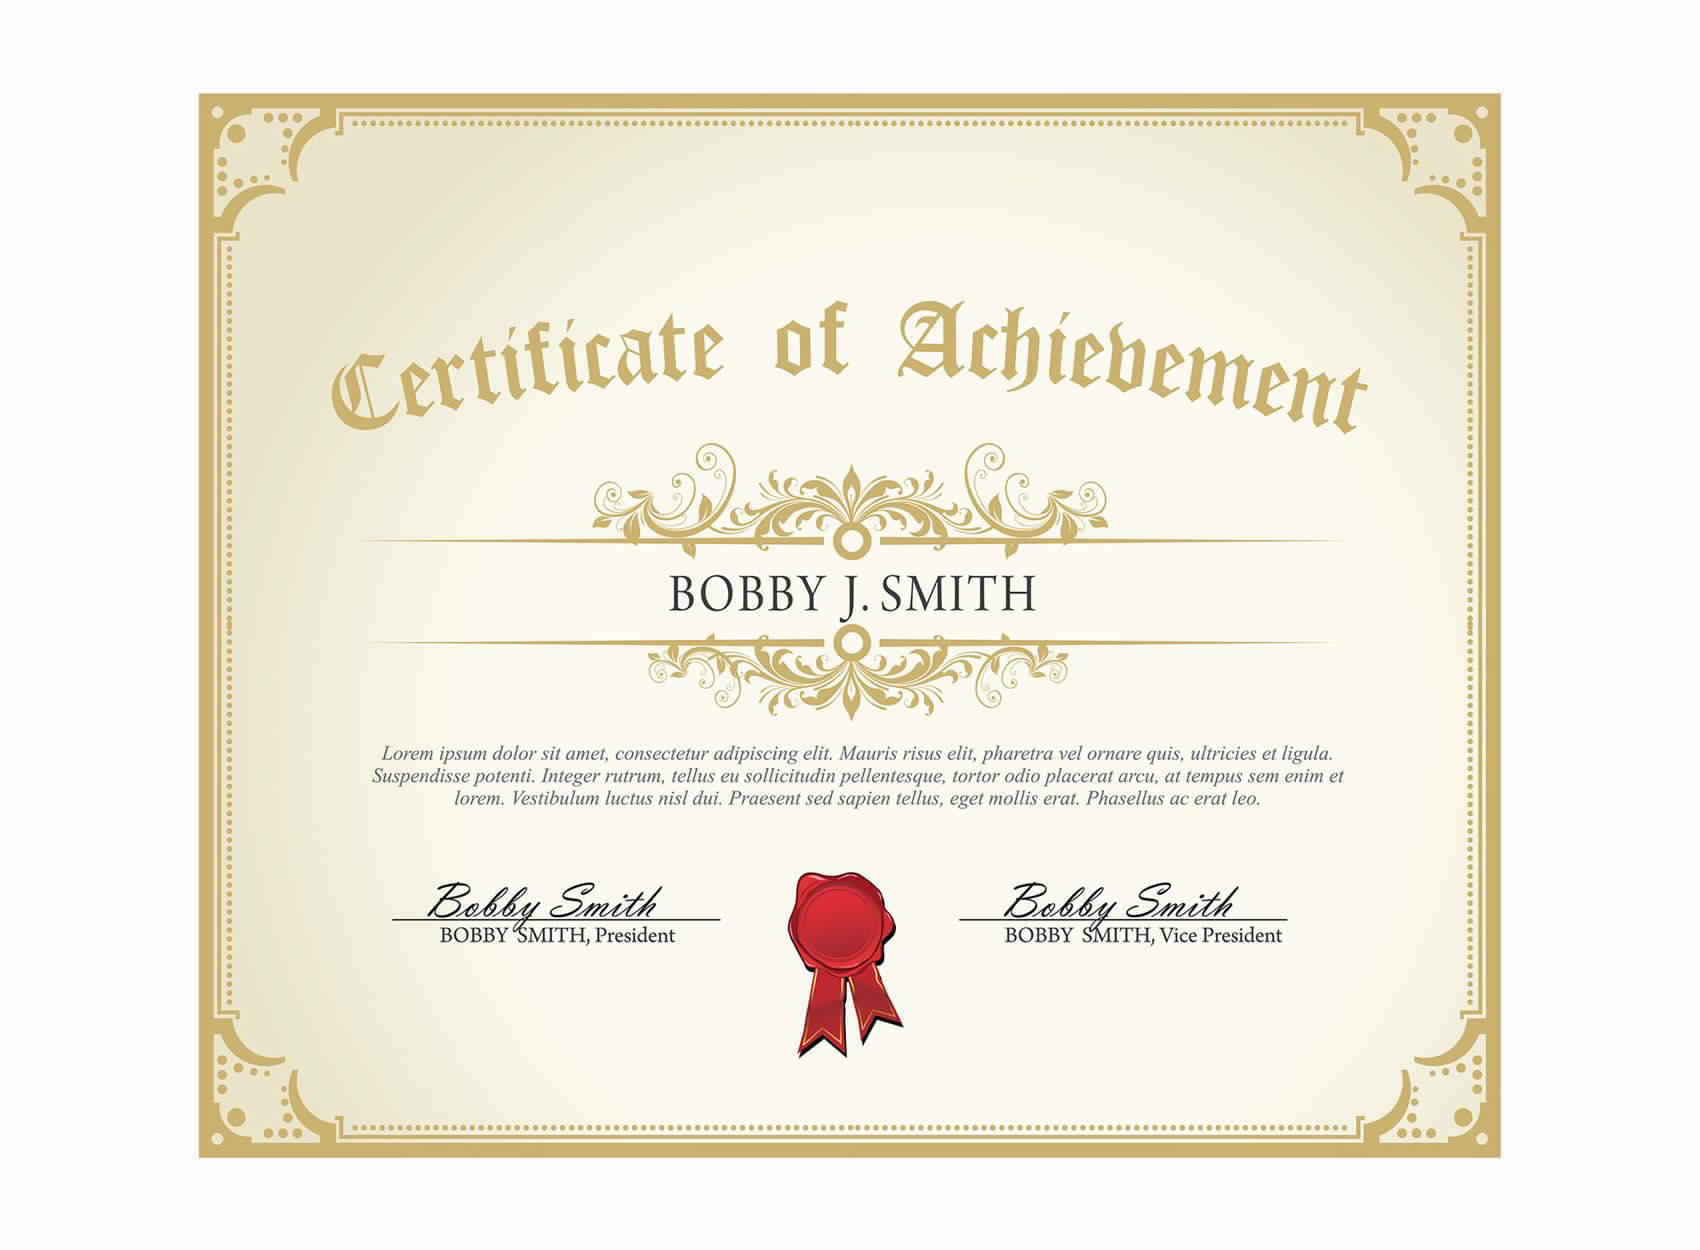 Certificate of Achievement
BOBBY J. SMITH
Lorem ipsum dolor sit amet, consectetur adipiscing elit. Mauris risus elit, pharetra vel ornare quis, ultricies et ligula.
Suspendisse potenti. Integer rutrum, tellus eu sollicitudin pellentesque, tortor odio placerat arcu, at tempus sem enim et
lorem. Vestibulum luctus nisl dui. Praesent sed sapien tellus, eget mollis erat. Phasellus ac erat leo.
Bobby Smith
BOBBY SMITH, President
Bobby Smith
BOBBY SMITH, Vice President